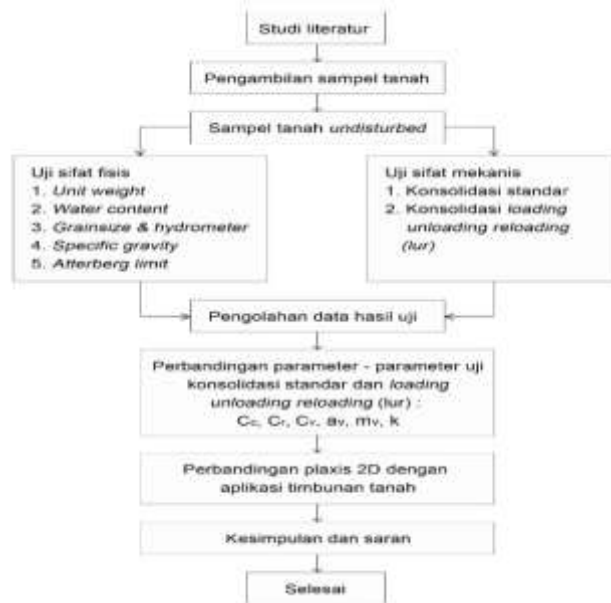 Studi literatur
Pengambilan sampel tanah
Sampel tanah undisturbed
Uji sifat fisis
1. Unit weight
2. Water content
3. Grainsize & hydrometer
4. Specific gravity
5. Atterberg limit
Uji sifat mekanis
1. Konsolidasi standar
2. Konsolidasi loading
unloading reloading
(lur)
Pengolahan data hasil uji
Perbandingan parameter - parameter uji
konsolidasi standar dan loading
unloading reloading (lur) :
Cc, Cr, Cv, av, mv, k
Perbandingan plaxis 2D dengan
aplikasi timbunan tanah
Kesimpulan dan saran
Selesai